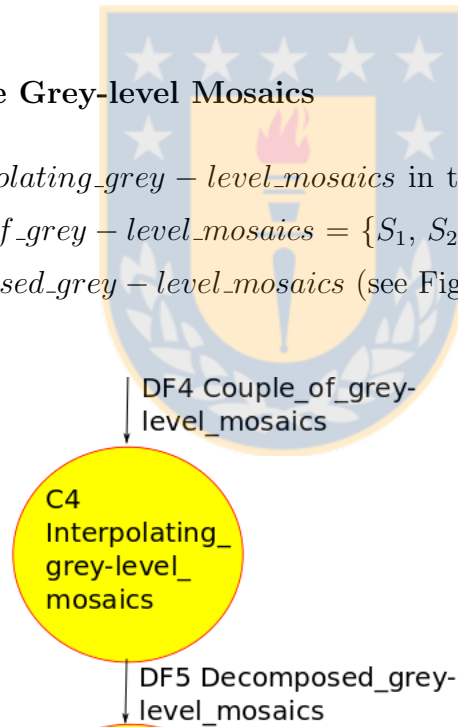 e Grey-level Mosaics
olating_grey − level_mosaics in t
f_grey − level_mosaics = {S₁, S₂
sed_grey − level_mosaics (see Fig
DF4 Couple_of_grey-
level_mosaics
C4
Interpolating_
grey-level_
mosaics
DF5 Decomposed_grey-
level_mosaics